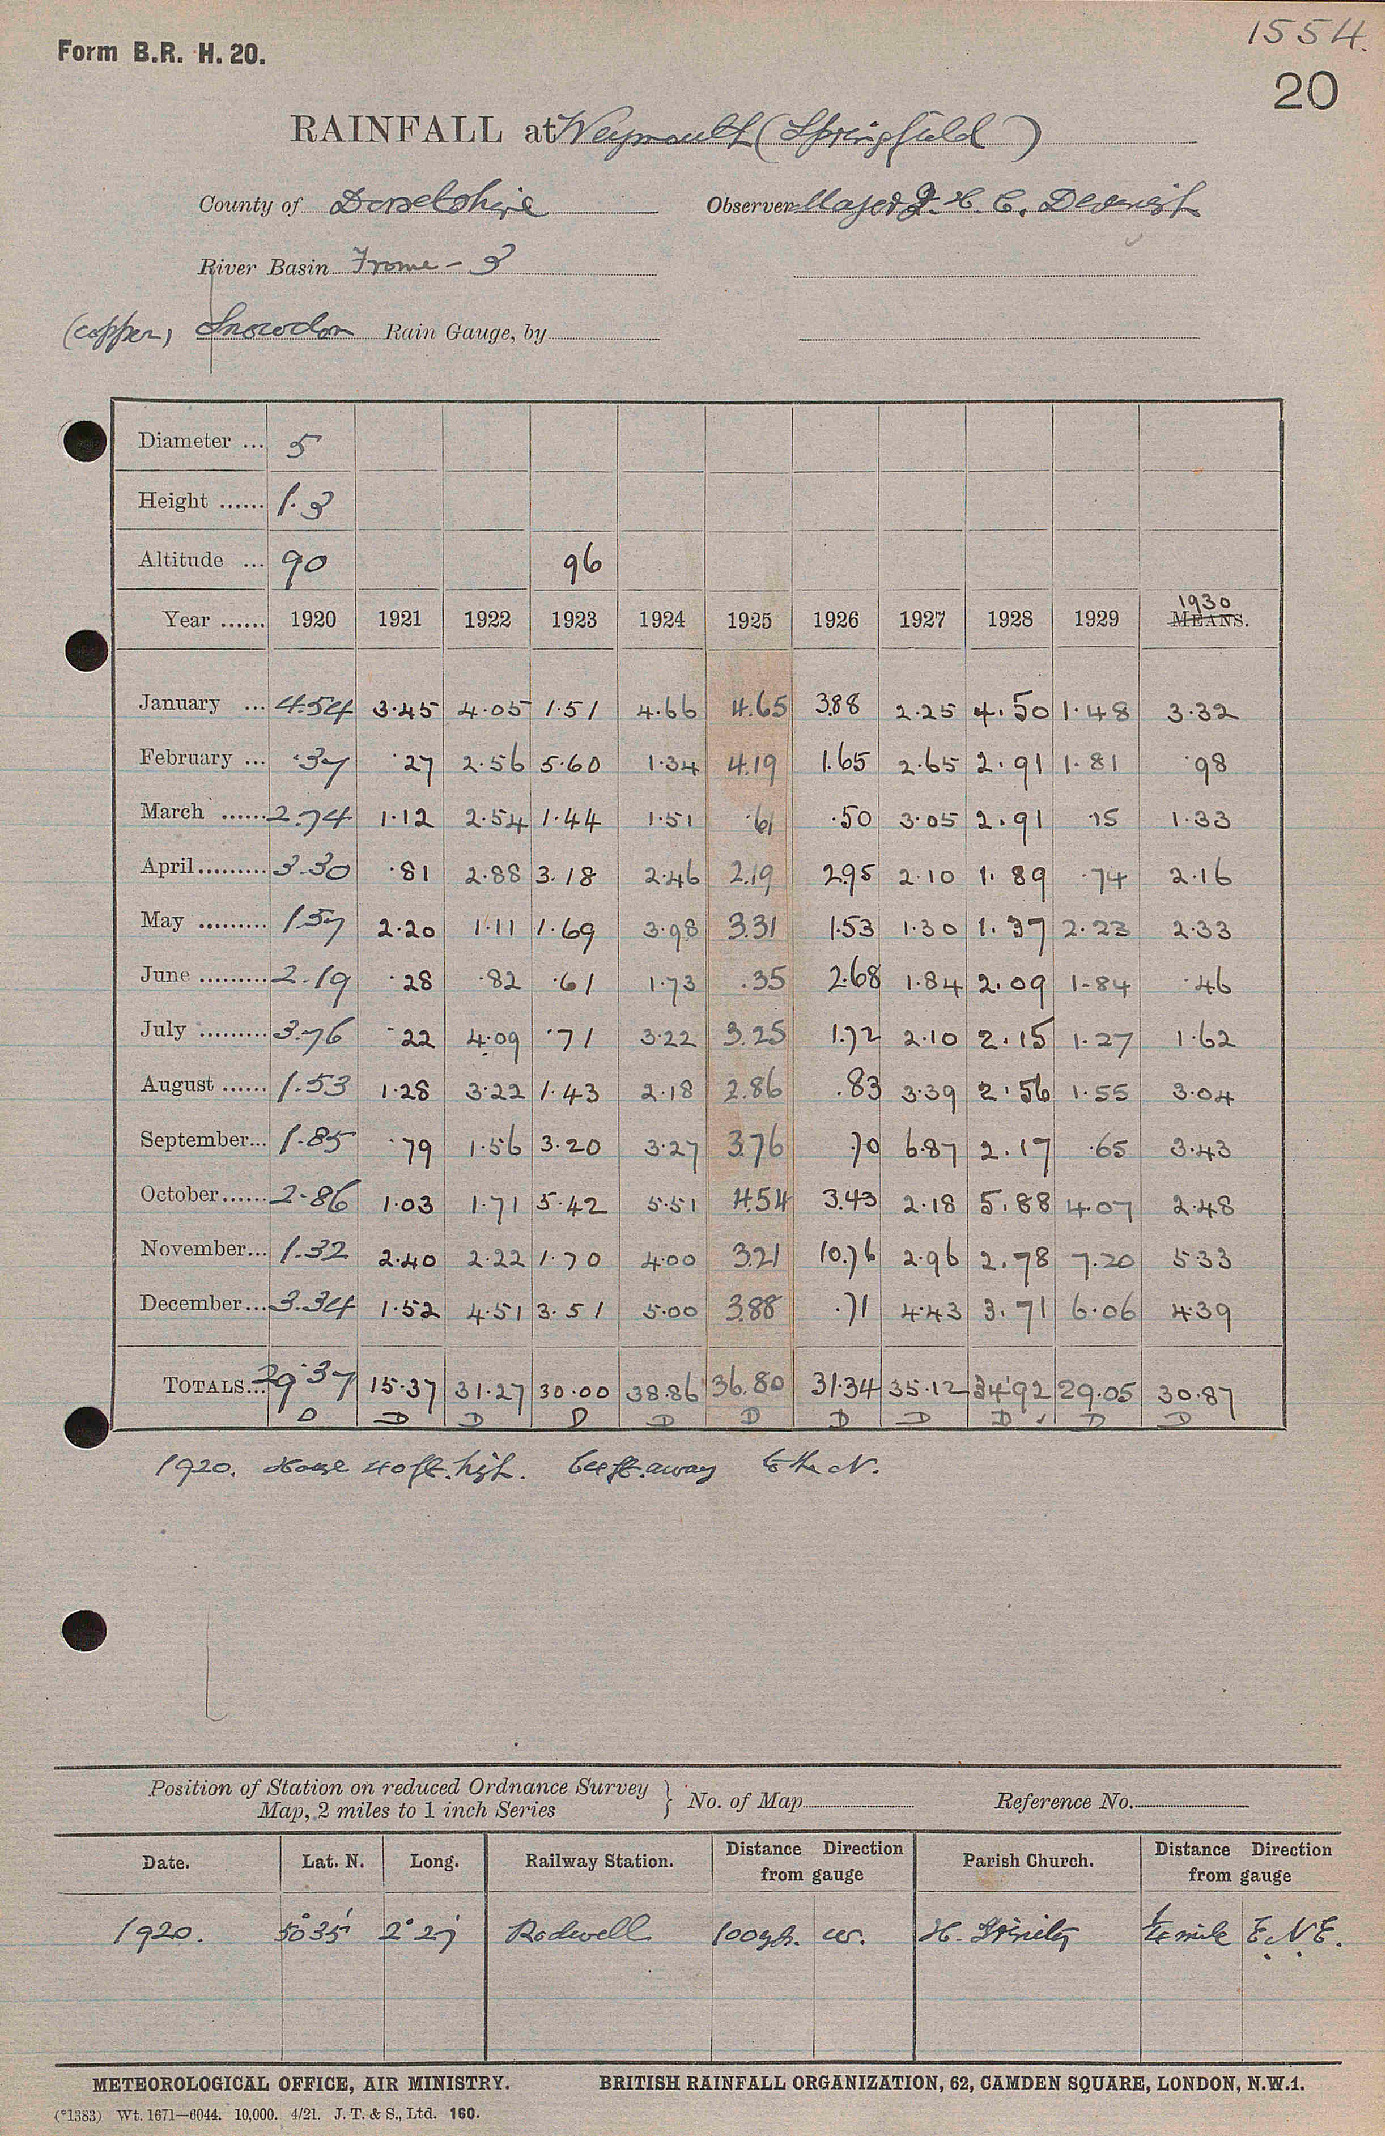 1554.
Form B.R. H. 20.
20
RAINFALL at Weymouth (Springfield)
County of Dorsetshire Observer Major J. H. C. Devenish
River Basin Frome - 3
(copper) Snowdon Rain Gauge, by
Diameter ... 5
Height ...... 1.3
Altitude ... 90 96
Year ...... 1920 1921 1922 1923 1924 1925 1926 1927 1928 1929 1930 MEANS.
January ... 4.54 3.45 4.05 1.51 4.66 4.65 3.88 2.25 4.50 1.48 3.32
February ... .37 .27 2.56 5.60 1.34 4.19 1.65 2.65 2.91 1.81 .98
March ...... 2.74 1.12 2.54 1.44 1.51 .61 .50 3.05 2.91 .15 1.33
April ......... 3.30 .81 2.88 3.18 2.46 2.19 2.95 2.10 1.89 .74 2.16
May ......... 1.57 2.20 1.11 1.69 3.98 3.31 1.53 1.30 1.37 2.23 2.33
June ......... 2.19 .28 .82 .61 1.73 .35 2.68 1.84 2.09 1.84 .46
July ......... 3.76 .22 4.09 .71 3.22 3.25 1.72 2.10 2.15 1.27 1.62
August ...... 1.53 1.28 3.22 1.43 2.18 2.86 .83 3.39 2.56 1.55 3.04
September... 1.85 .79 1.56 3.20 3.27 3.76 .70 6.87 2.17 .65 3.43
October...... 2.86 1.03 1.71 5.42 5.51 4.54 3.43 2.18 5.88 4.07 2.48
November... 1.32 2.40 2.22 1.70 4.00 3.21 10.76 2.96 2.78 7.20 5.33
December ... 3.34 1.52 4.51 3.51 5.00 3.88 .71 4.43 3.71 6.06 4.39
TOTALS... 29.37 15.37 31.27 30.00 38.86 36.80 31.34 35.12 34.92 29.05 30.87
D D D D D D D D D ✓ D D
1920. House 40 ft. high. 64 ft. away to the N.
Position of Station on reduced Ordnance Survey
Map, 2 miles to 1 inch Series } No. of Map Reference No.
Date. Lat. N. Long. Railway Station. Distance Direction from gauge Parish Church. Distance Direction from gauge
1920. 50°35' 2°27' Rodwell 100 yds. W. H. Trinity ¼ mile E.N.E.
METEOROLOGICAL OFFICE, AIR MINISTRY. BRITISH RAINFALL ORGANIZATION, 62, CAMDEN SQUARE, LONDON, N.W.1.
(*1383) Wt. 1671—6044. 10,000. 4/21. J. T. & S., Ltd. 160.